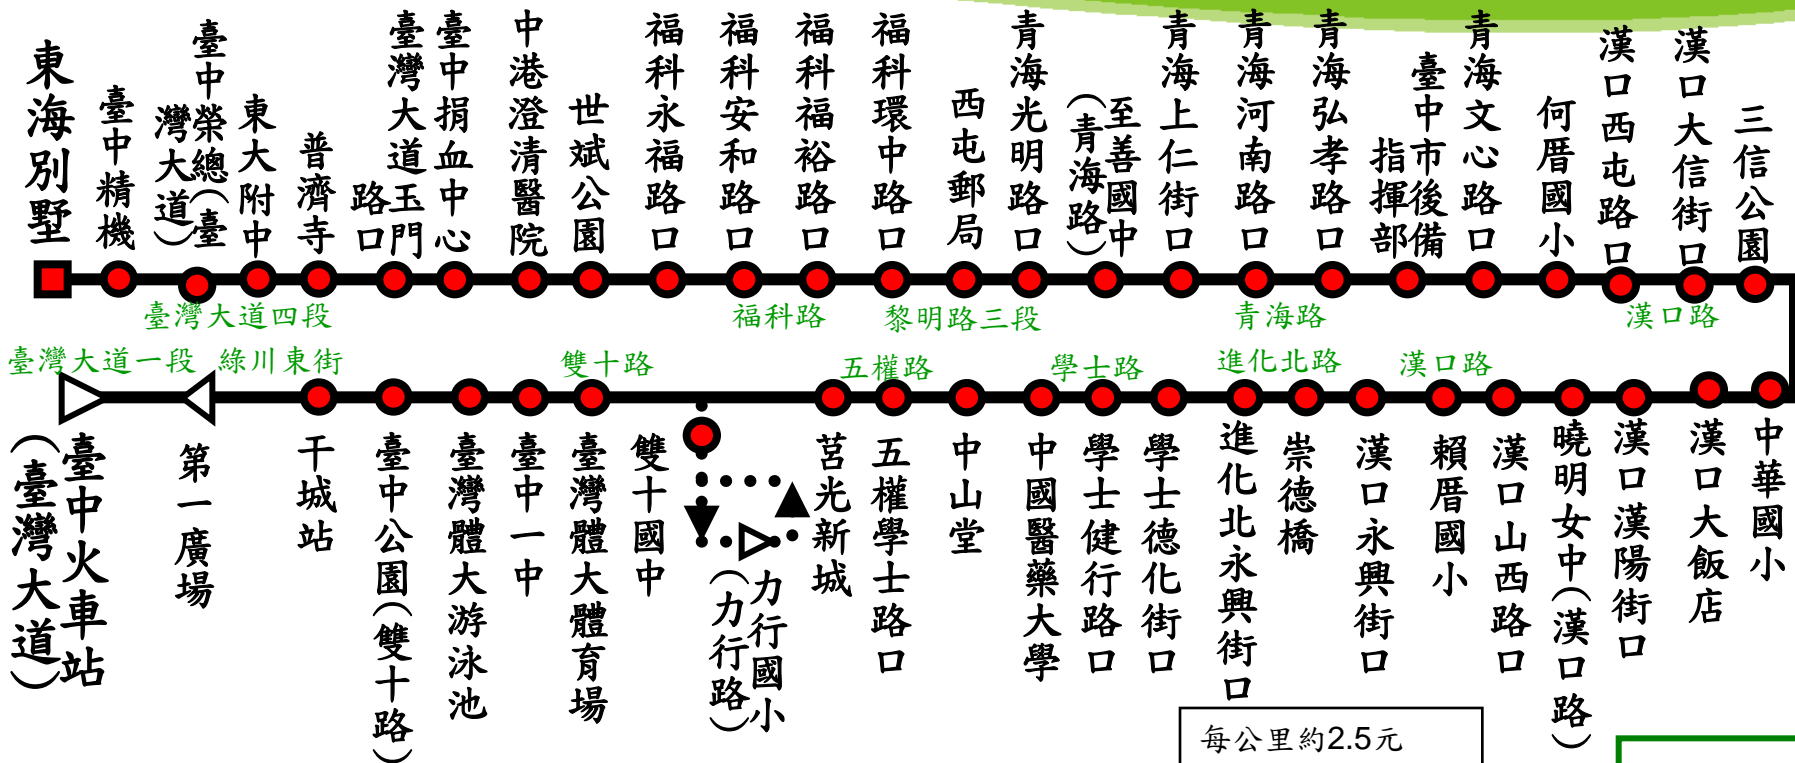 東海別墅
臺中精機
臺中榮總(臺灣大道)
東大附中
普濟寺
臺灣大道玉門路口
臺中捐血中心
中港澄清醫院
世斌公園
福科永福路口
福科安和路口
福科福裕路口
福科環中路口
西屯郵局
青海光明路口
至善國中(青海路)
青海上仁街口
青海河南路口
青海弘孝路口
臺中市後備指揮部
青海文心路口
何厝國小
漢口西屯路口
漢口大信街口
三信公園
臺灣大道四段
福科路
黎明路三段
青海路
漢口路
臺灣大道一段
綠川東街
雙十路
五權路
學士路
進化北路
漢口路
臺中火車站(臺灣大道)
第一廣場
干城站
臺中公園(雙十路)
臺灣體大游泳池
臺中一中
臺灣體大體育場
雙十國中
力行國小(力行路)
莒光新城
五權學士路口
中山堂
中國醫藥大學
學士健行路口
學士德化街口
進化北永興街口
崇德橋
漢口永興街口
賴厝國小
漢口山西路口
曉明女中(漢口路)
漢口漢陽街口
漢口大飯店
中華國小
每公里約2.5元